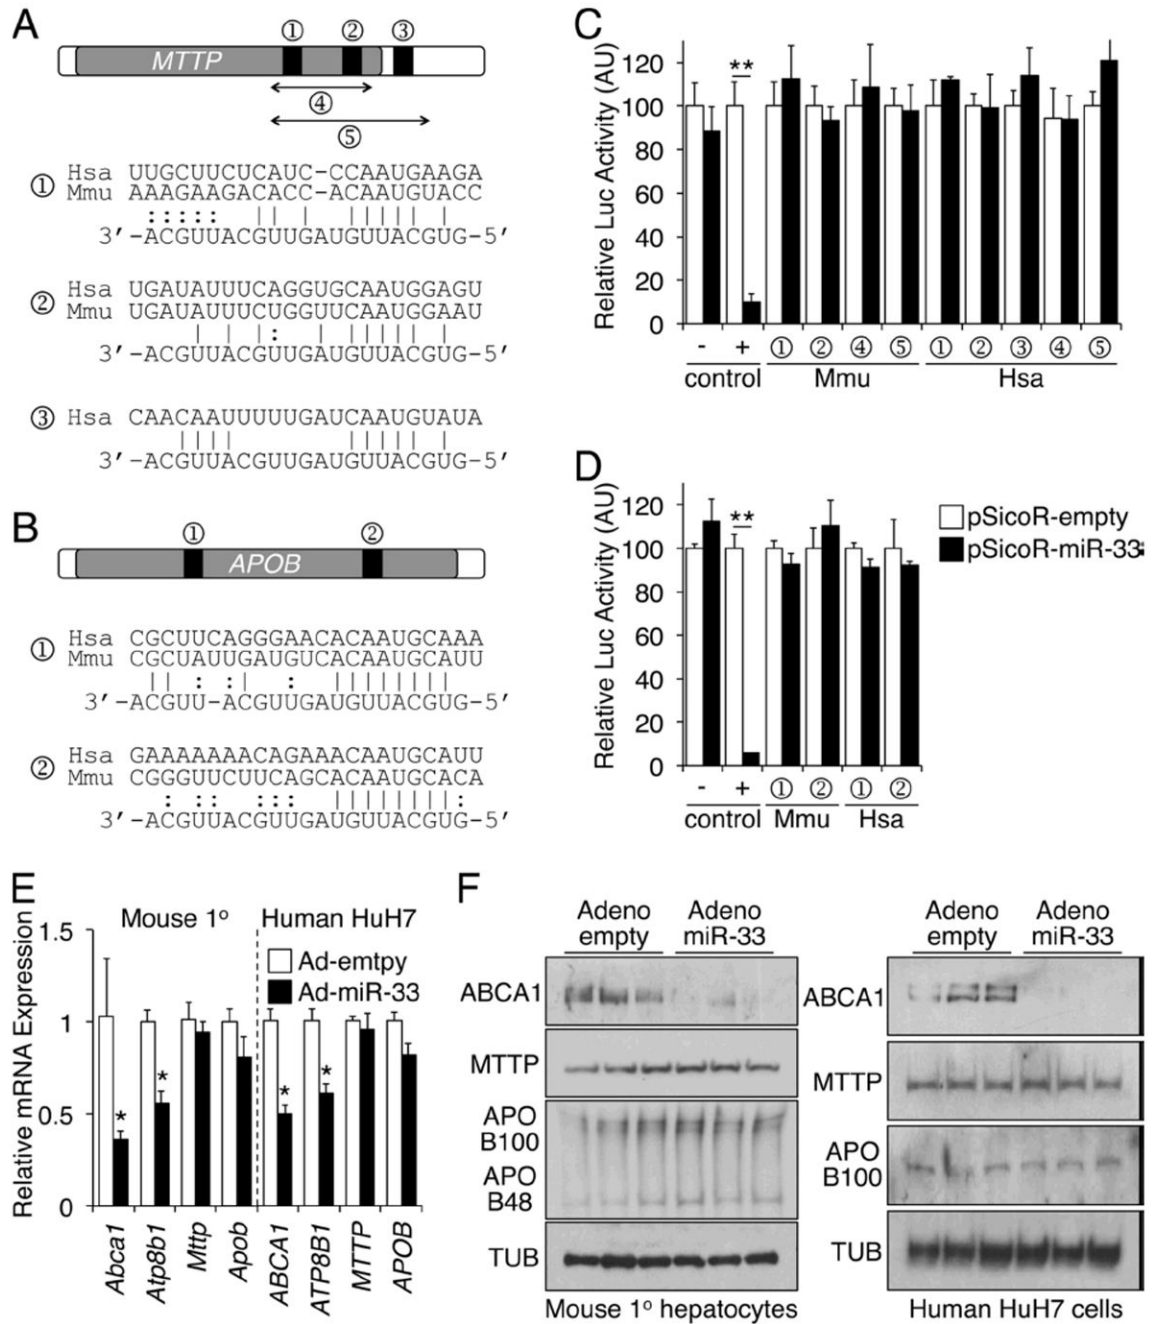 A
① ② ③
MTTP
④
⑤
① Hsa UUGCUUCUCAUC-CCAAUGAAGA
Mmu AAAGAAGACACC-ACAAUGUACC
3′-ACGUUACGUUGAUGUUACGUG-5′
② Hsa UGAUAUUUCAGGUGCAAUGGAGU
Mmu UGAUAUUUCUGGUUCAAUGGAAU
3′-ACGUUACGUUGAUGUUACGUG-5′
③ Hsa CAACAAUUUUUGAUCAAUGUAUA
3′-ACGUUACGUUGAUGUUACGUG-5′
B
① ②
APOB
① Hsa CGCUUCAGGGAACACAAUGCAAA
Mmu CGCUAUUGAUGUCACAAUGCAUU
3′-ACGUU-ACGUUGAUGUUACGUG-5′
② Hsa GAAAAAAACAGAAACAAUGCAUU
Mmu CGGGUUCUUCAGCACAAUGCACA
3′-ACGUUACGUUGAUGUUACGUG-5′
C
Relative Luc Activity (AU)
120
100
80
60
40
20
0
**
- + ① ② ④ ⑤ ① ② ③ ④ ⑤
control Mmu Hsa
D
Relative Luc Activity (AU)
120
100
80
60
40
20
0
**
- + ① ② ① ②
control Mmu Hsa
pSicoR-empty
pSicoR-miR-33
E
Mouse 1º Human HuH7
Relative mRNA Expression
1.5
1
0.5
0
Ad-emtpy
Ad-miR-33
* * * *
Abca1 Atp8b1 Mttp Apob ABCA1 ATP8B1 MTTP APOB
F
Adeno empty Adeno miR-33
ABCA1
MTTP
APO B100
APO B48
TUB
Mouse 1º hepatocytes
Adeno empty Adeno miR-33
ABCA1
MTTP
APO B100
TUB
Human HuH7 cells